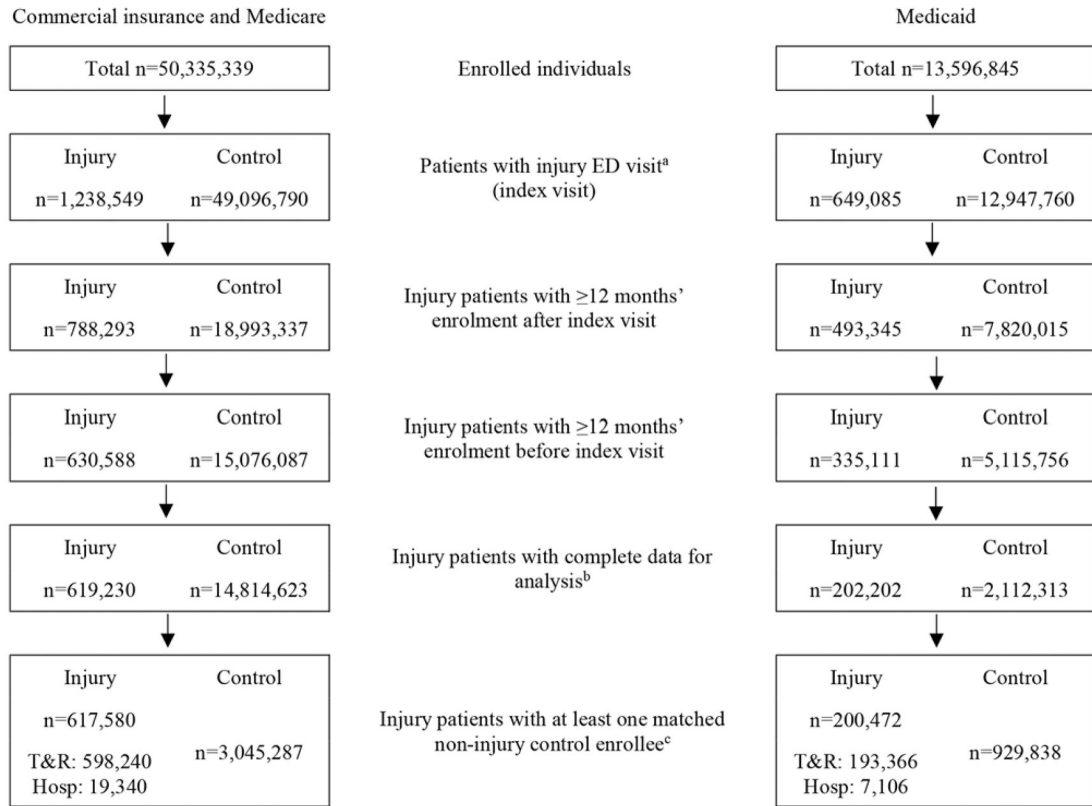 Commercial insurance and Medicare
Medicaid
Total n=50,335,339
Enrolled individuals
Total n=13,596,845
Injury Control
n=1,238,549 n=49,096,790
Patients with injury ED visitᵃ
(index visit)
Injury Control
n=649,085 n=12,947,760
Injury Control
n=788,293 n=18,993,337
Injury patients with ≥12 months’
enrolment after index visit
Injury Control
n=493,345 n=7,820,015
Injury Control
n=630,588 n=15,076,087
Injury patients with ≥12 months’
enrolment before index visit
Injury Control
n=335,111 n=5,115,756
Injury Control
n=619,230 n=14,814,623
Injury patients with complete data for
analysisᵇ
Injury Control
n=202,202 n=2,112,313
Injury Control
n=617,580
n=3,045,287
T&R: 598,240
Hosp: 19,340
Injury patients with at least one matched
non-injury control enrolleeᶜ
Injury Control
n=200,472
n=929,838
T&R: 193,366
Hosp: 7,106